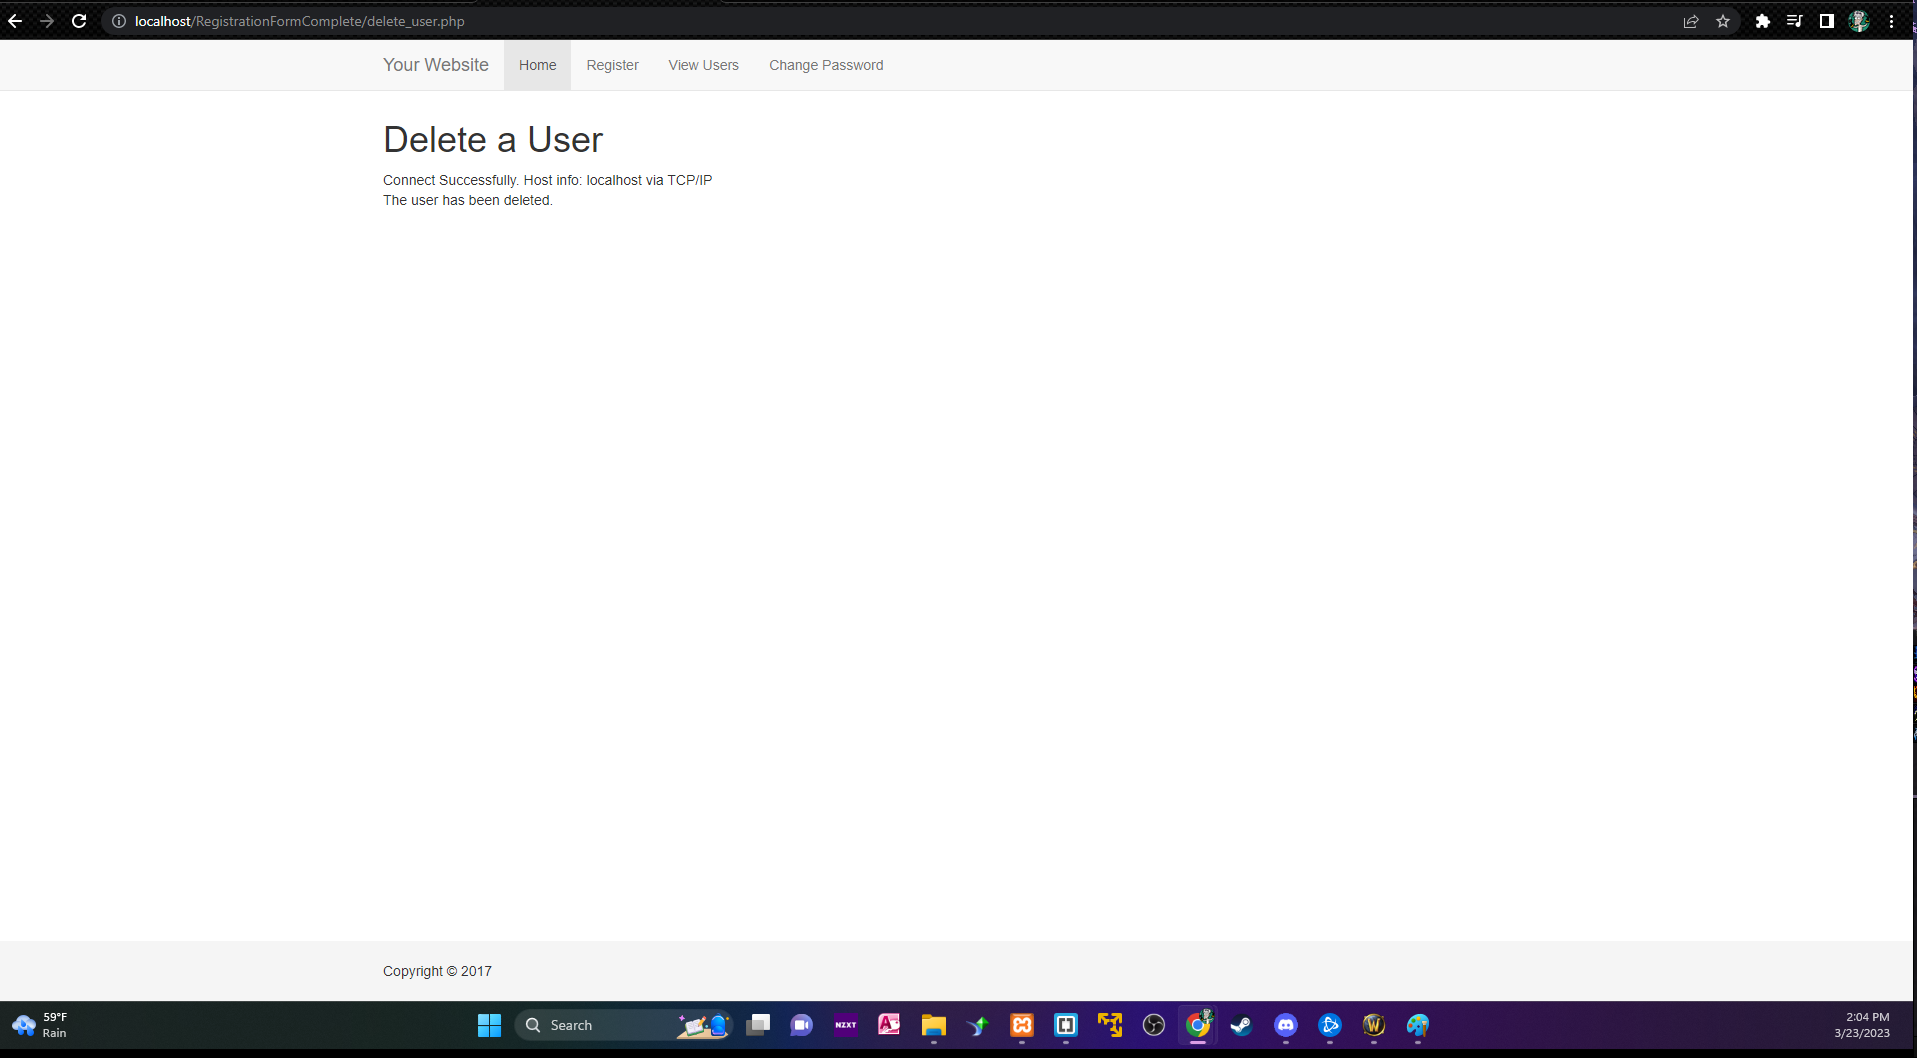 localhost/RegistrationFormComplete/delete_user.php
Your Website Home Register View Users Change Password
Delete a User
Connect Successfully. Host info: localhost via TCP/IP
The user has been deleted.
Copyright © 2017
59°F
Rain
Search
NZXT
2:04 PM
3/23/2023